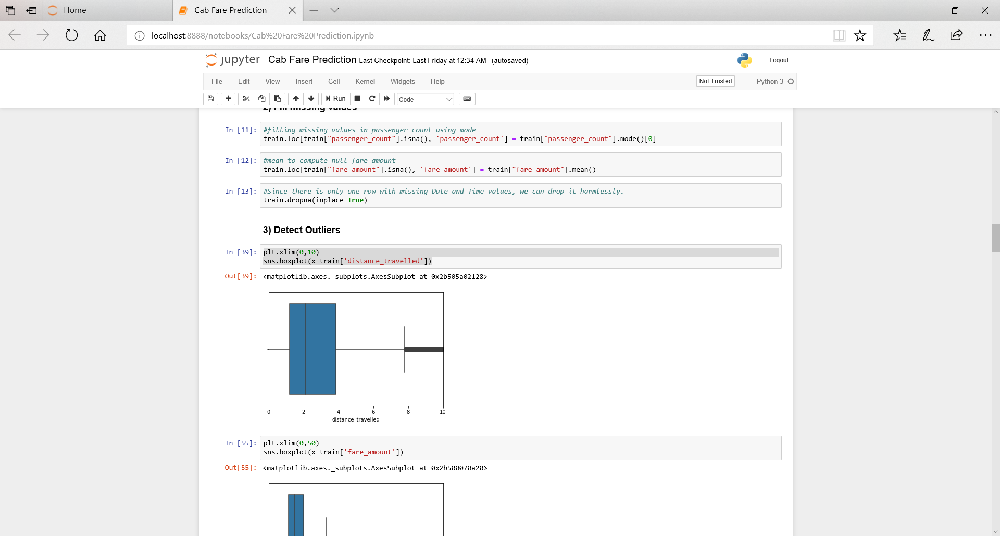 Home
Cab Fare Prediction
localhost:8888/notebooks/Cab%20Fare%20Prediction.ipynb
jupyter Cab Fare Prediction Last Checkpoint: Last Friday at 12:34 AM (autosaved)
Logout
File Edit View Insert Cell Kernel Widgets Help
Not Trusted
Python 3
Run
Code
2) Fill missing values
In [11]: #filling missing values in passenger count using mode
train.loc[train["passenger_count"].isna(), 'passenger_count'] = train["passenger_count"].mode()[0]
In [12]: #mean to compute null fare_amount
train.loc[train["fare_amount"].isna(), 'fare_amount'] = train["fare_amount"].mean()
In [13]: #Since there is only one row with missing Date and Time values, we can drop it harmlessly.
train.dropna(inplace=True)
3) Detect Outliers
In [39]: plt.xlim(0,10)
sns.boxplot(x=train['distance_travelled'])
Out[39]: <matplotlib.axes._subplots.AxesSubplot at 0x2b505a02128>
0 2 4 6 8 10
distance_travelled
In [55]: plt.xlim(0,50)
sns.boxplot(x=train['fare_amount'])
Out[55]: <matplotlib.axes._subplots.AxesSubplot at 0x2b500070a20>